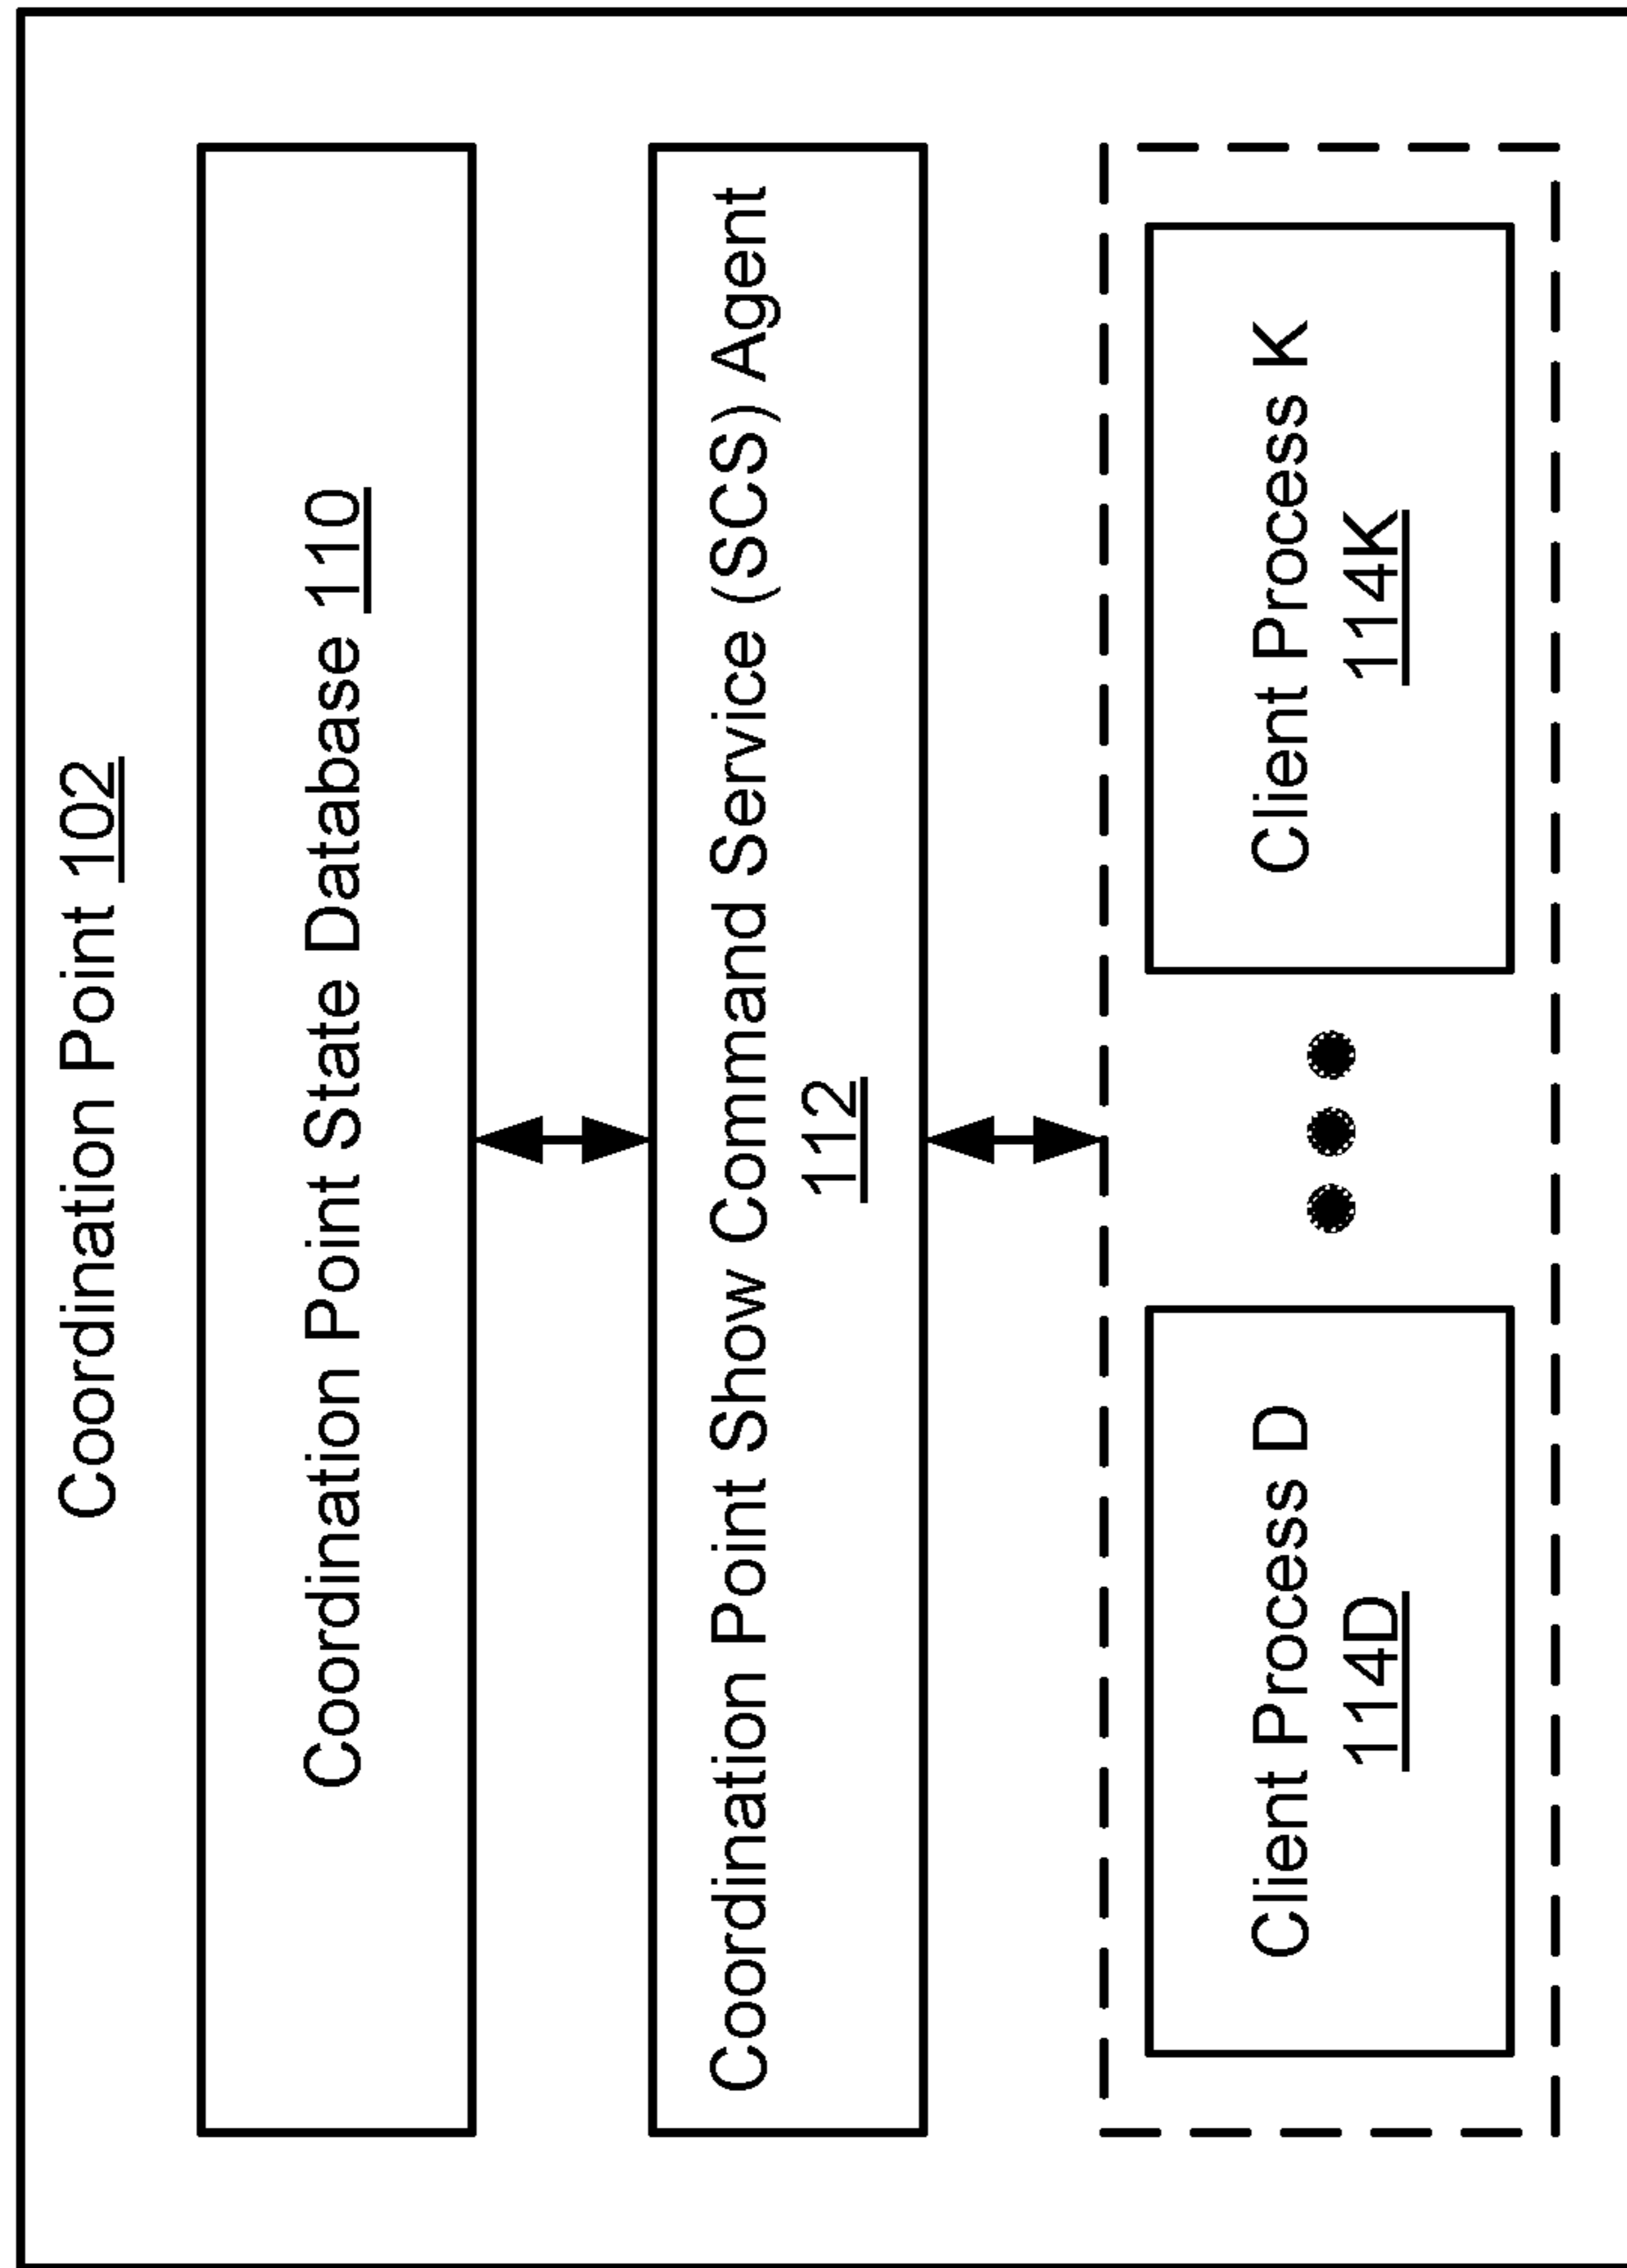 Coordination Point 102
Coordination Point State Database 110
Coordination Point Show Command Service (SCS) Agent
112
Client Process D
114D
Client Process K
114K